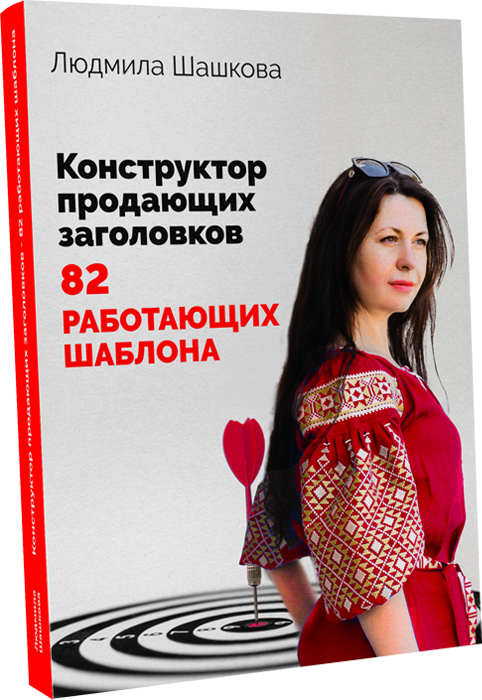 Людмила Шашкова
Конструктор
продающих
заголовков
82
РАБОТАЮЩИХ
ШАБЛОНА
Конструктор продающих заголовков - 82 работающих шаблона
Людмила
Шашкова